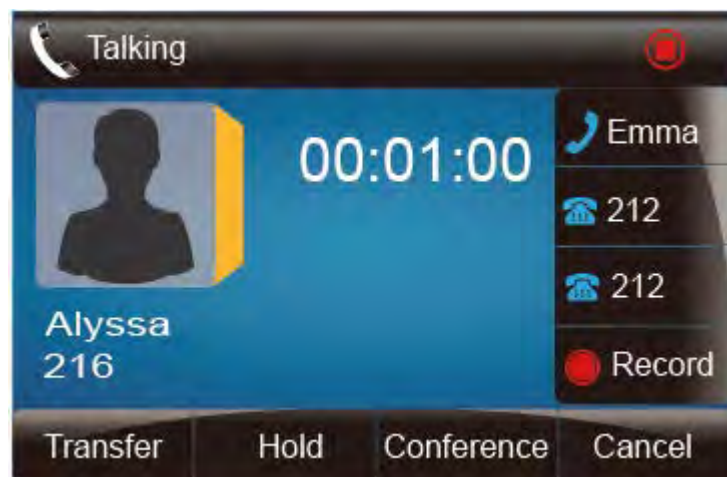 Talking
00:01:00
Alyssa
216
Emma
212
212
Record
Transfer Hold Conference Cancel